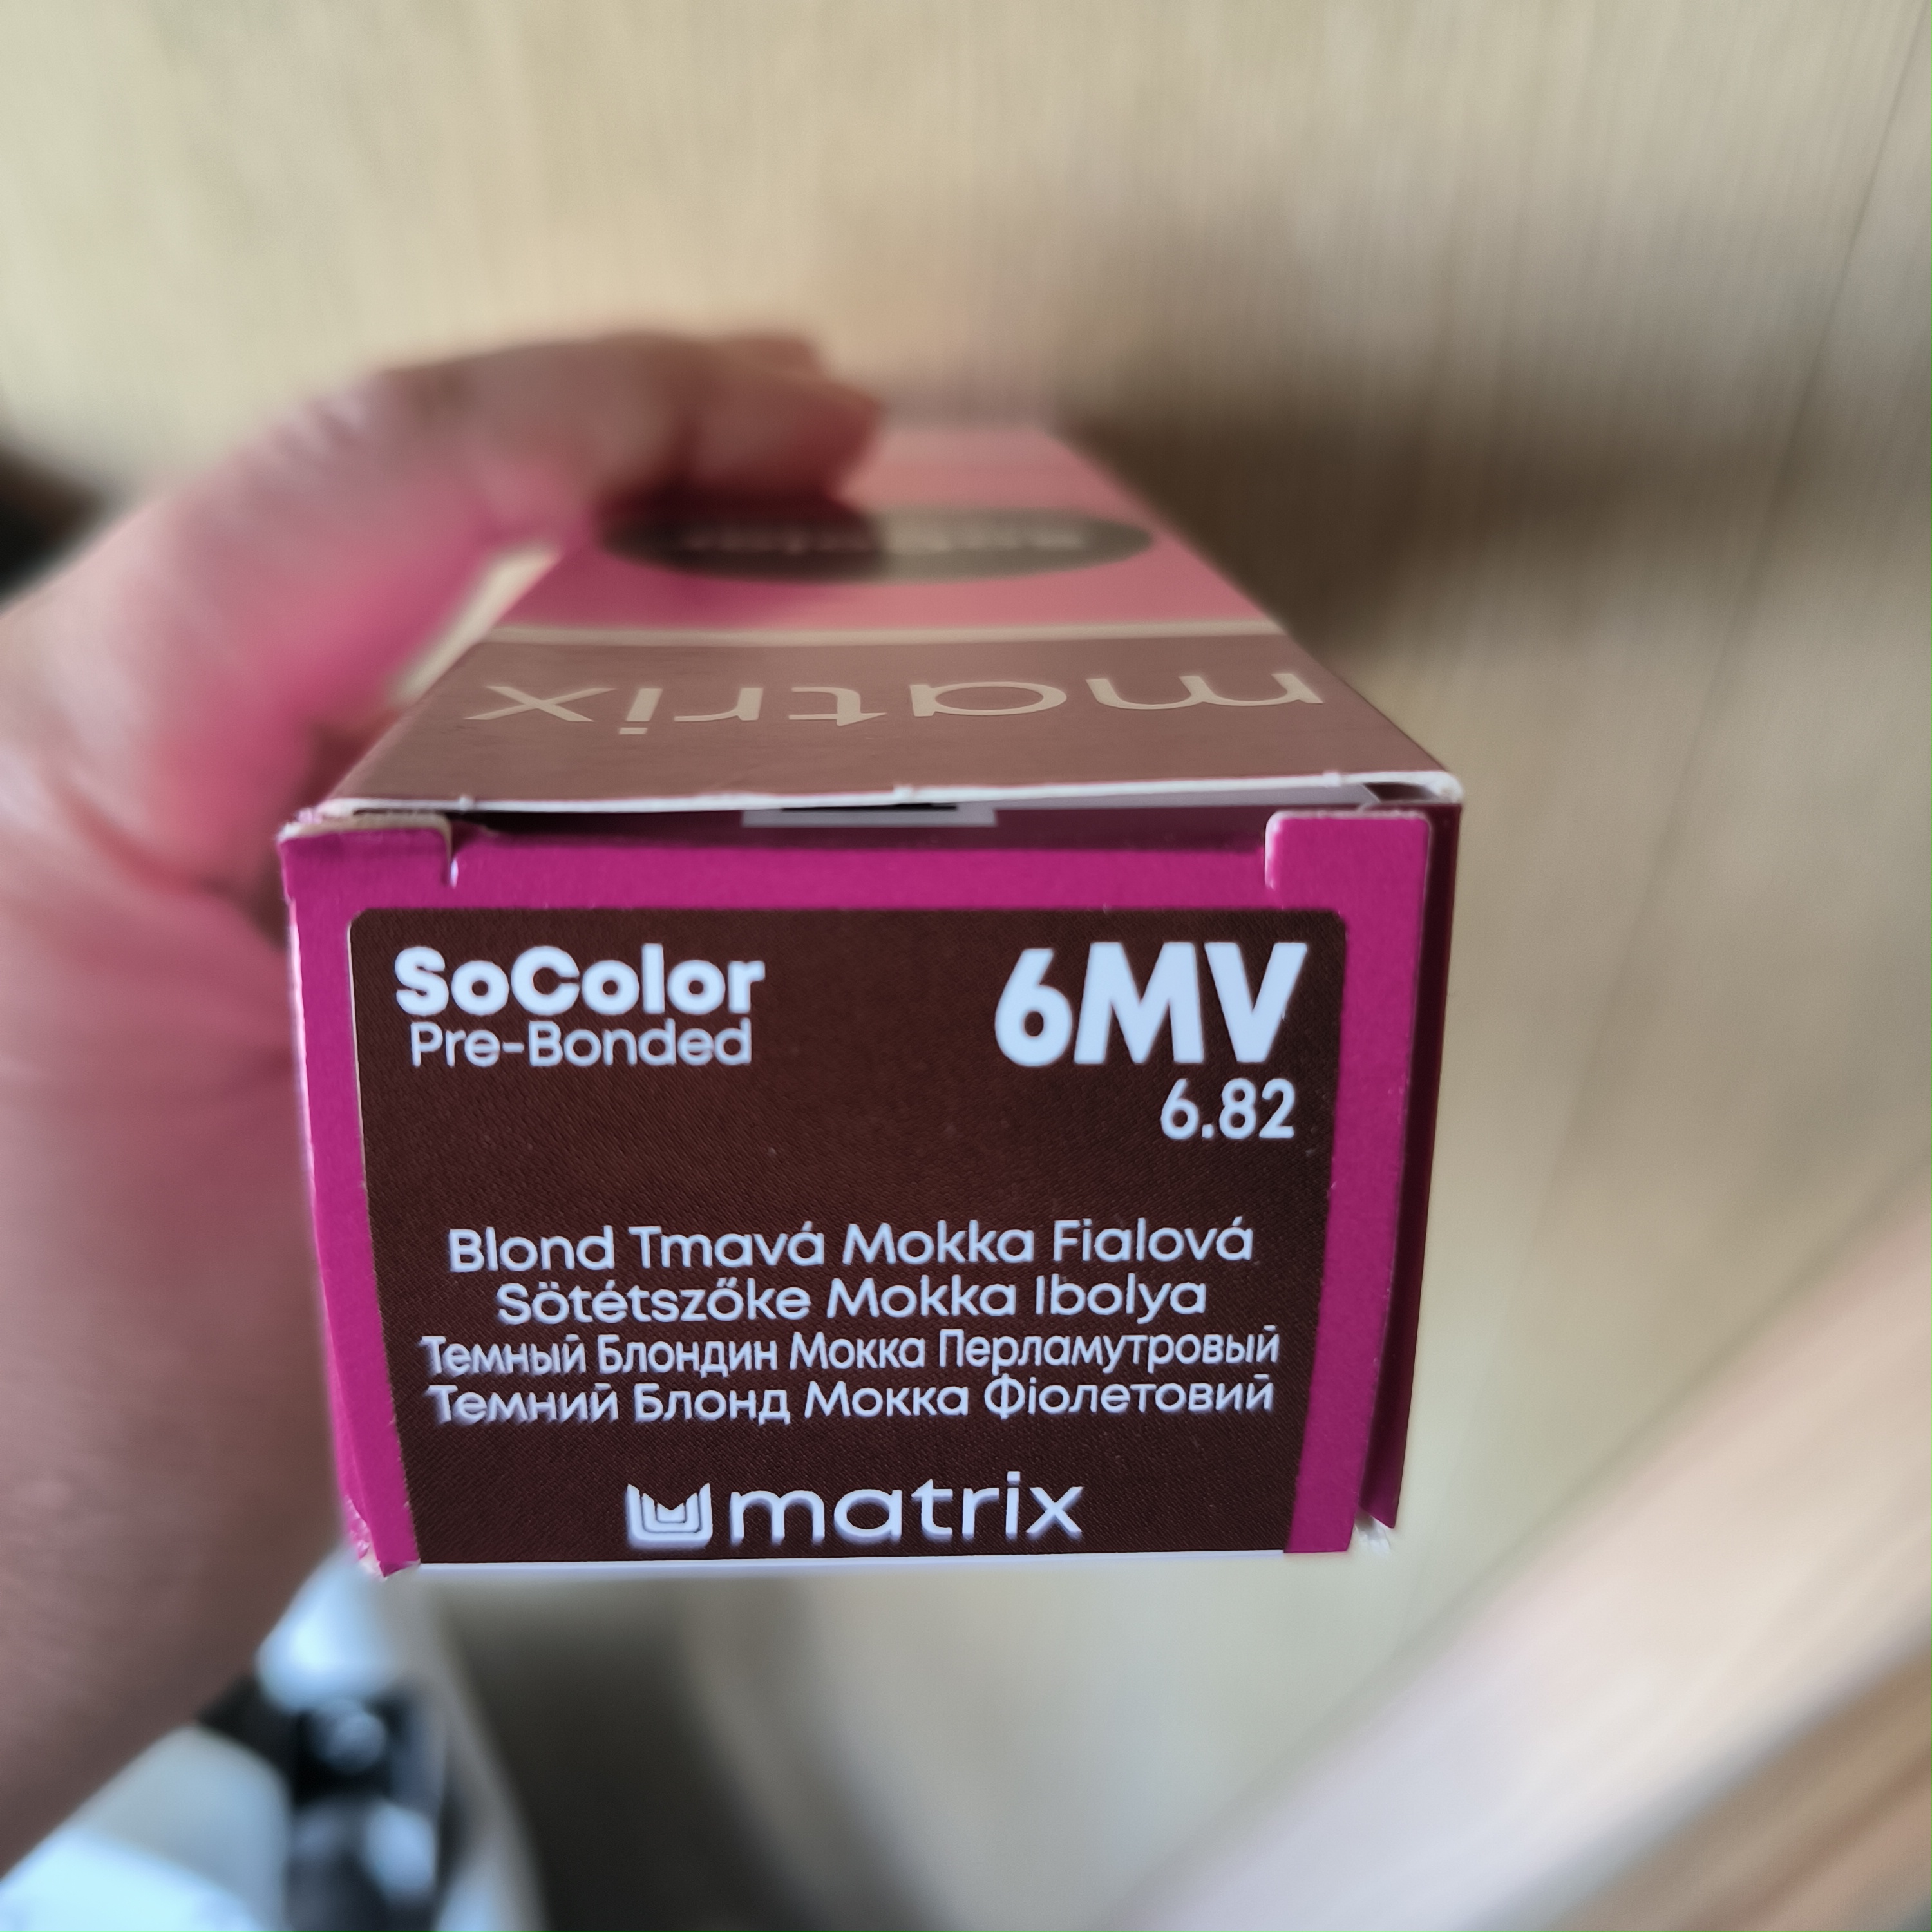 matrix
SoColor
Pre-Bonded
6MV
6.82
Blond Tmavá Mokka Fialová
Sötétszőke Mokka Ibolya
Темный Блондин Мокка Перламутровый
Темний Блонд Мокка Фіолетовий
matrix